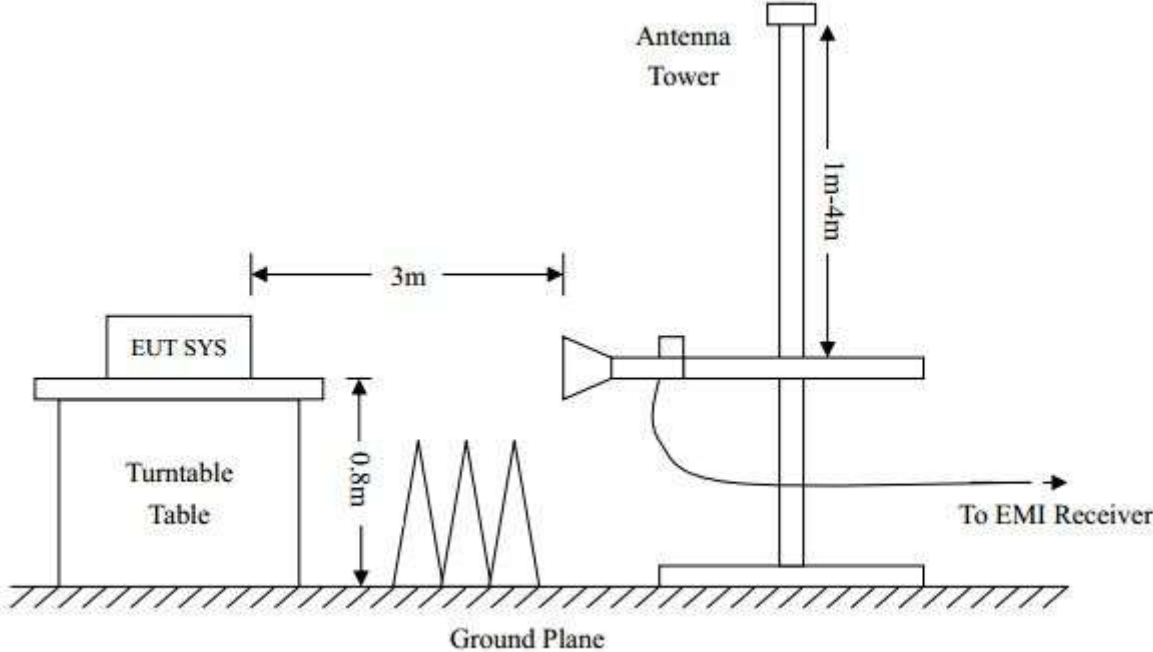 Antenna
Tower
1m-4m
3m
EUT SYS
0.8m
Turntable
Table
To EMI Receiver
Ground Plane